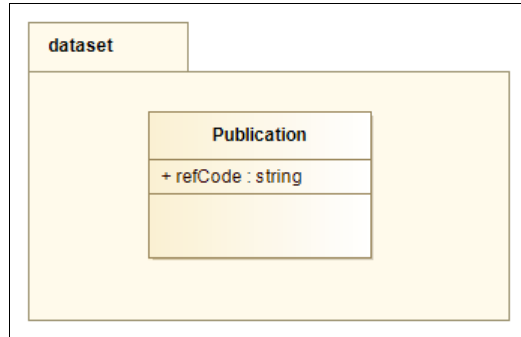 dataset
Publication
+ refCode : string